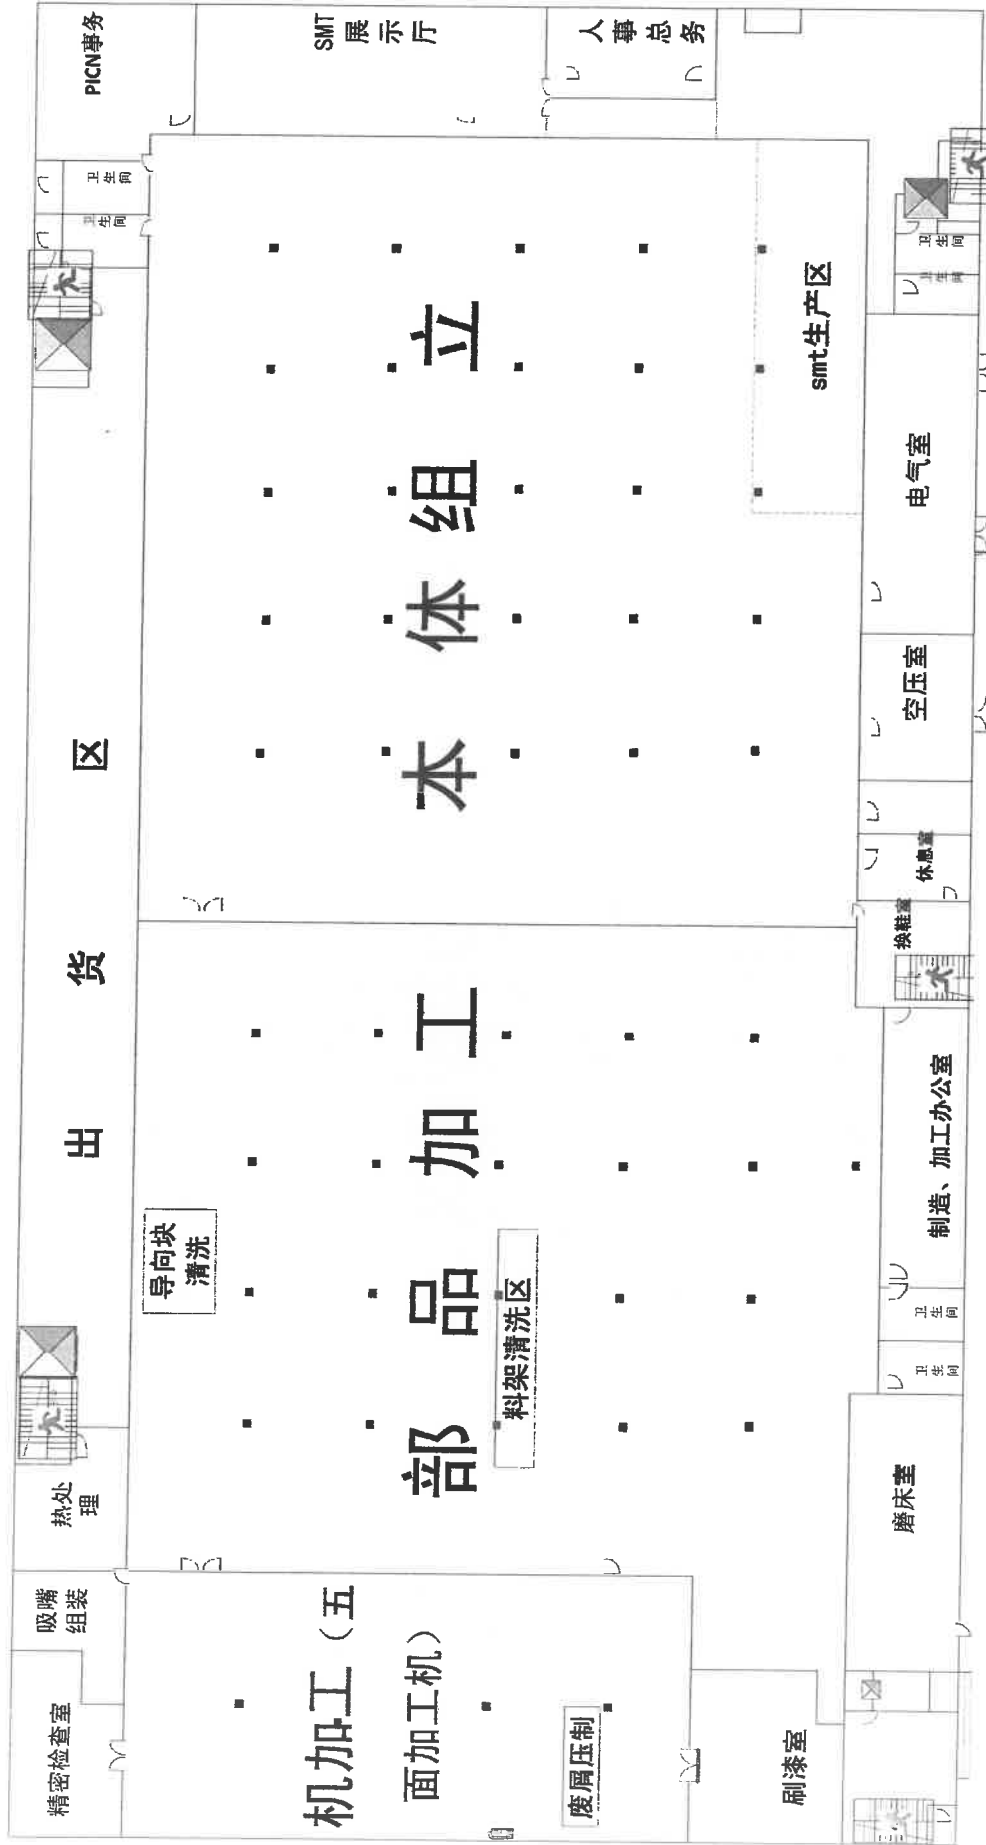 出 货 区
精密检查室
吸嘴
组装
热处
理
导向块
清洗
卫生间
卫生间
PICN事务
SMT
展
示
厅
人
事
总
务
机加工（五
面加工机）
废屑压制
部 品 加 工
料架清洗区
本 体 组 立
smt生产区
刷漆室
磨床室
卫生间
卫生间
制造、加工办公室
换鞋室
休息室
空压室
电气室
卫生间
卫生间